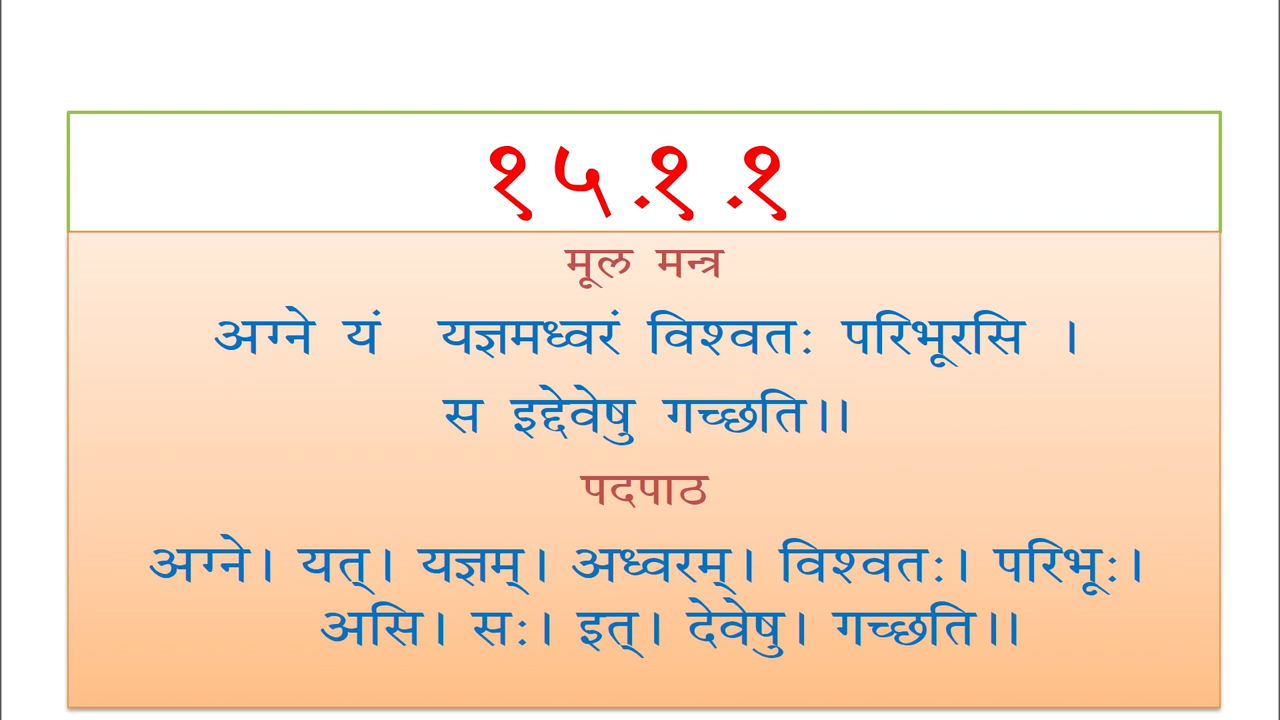 १५.१.१
मूल मन्त्र
अग्ने यं यज्ञमध्वरं विश्वतः परिभूरसि ।
स इद्देवेषु गच्छति।।
पदपाठ
अग्ने। यत्। यज्ञम्। अध्वरम्। विश्वतः। परिभूः।
असि। सः। इत्। देवेषु। गच्छति।।